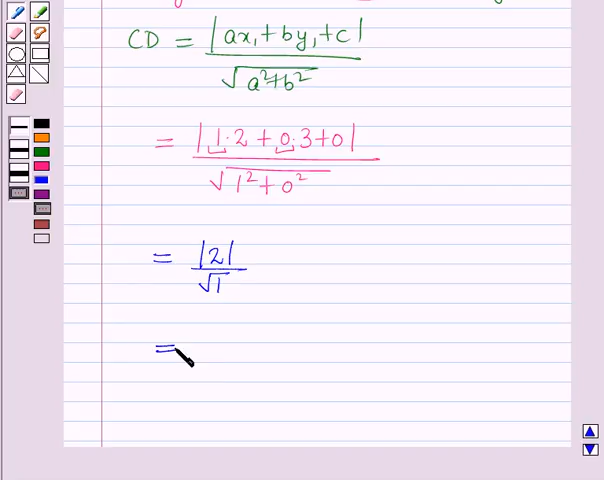 CD = |ax₁+by₁+c|
√a²+b²
= |1·2+0·3+0|
√1²+0²
= |2|
√1
=